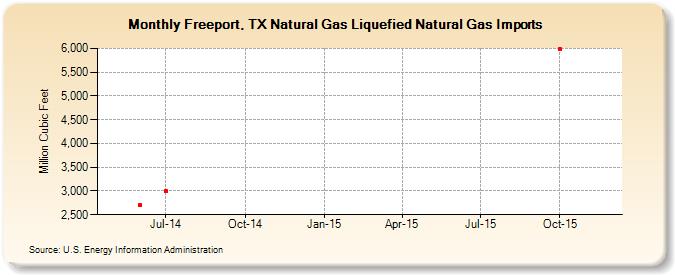 Monthly Freeport, TX Natural Gas Liquefied Natural Gas Imports
Million Cubic Feet
6,000
5,500
5,000
4,500
4,000
3,500
3,000
2,500
Jul-14 Oct-14 Jan-15 Apr-15 Jul-15 Oct-15
Source: U.S. Energy Information Administration